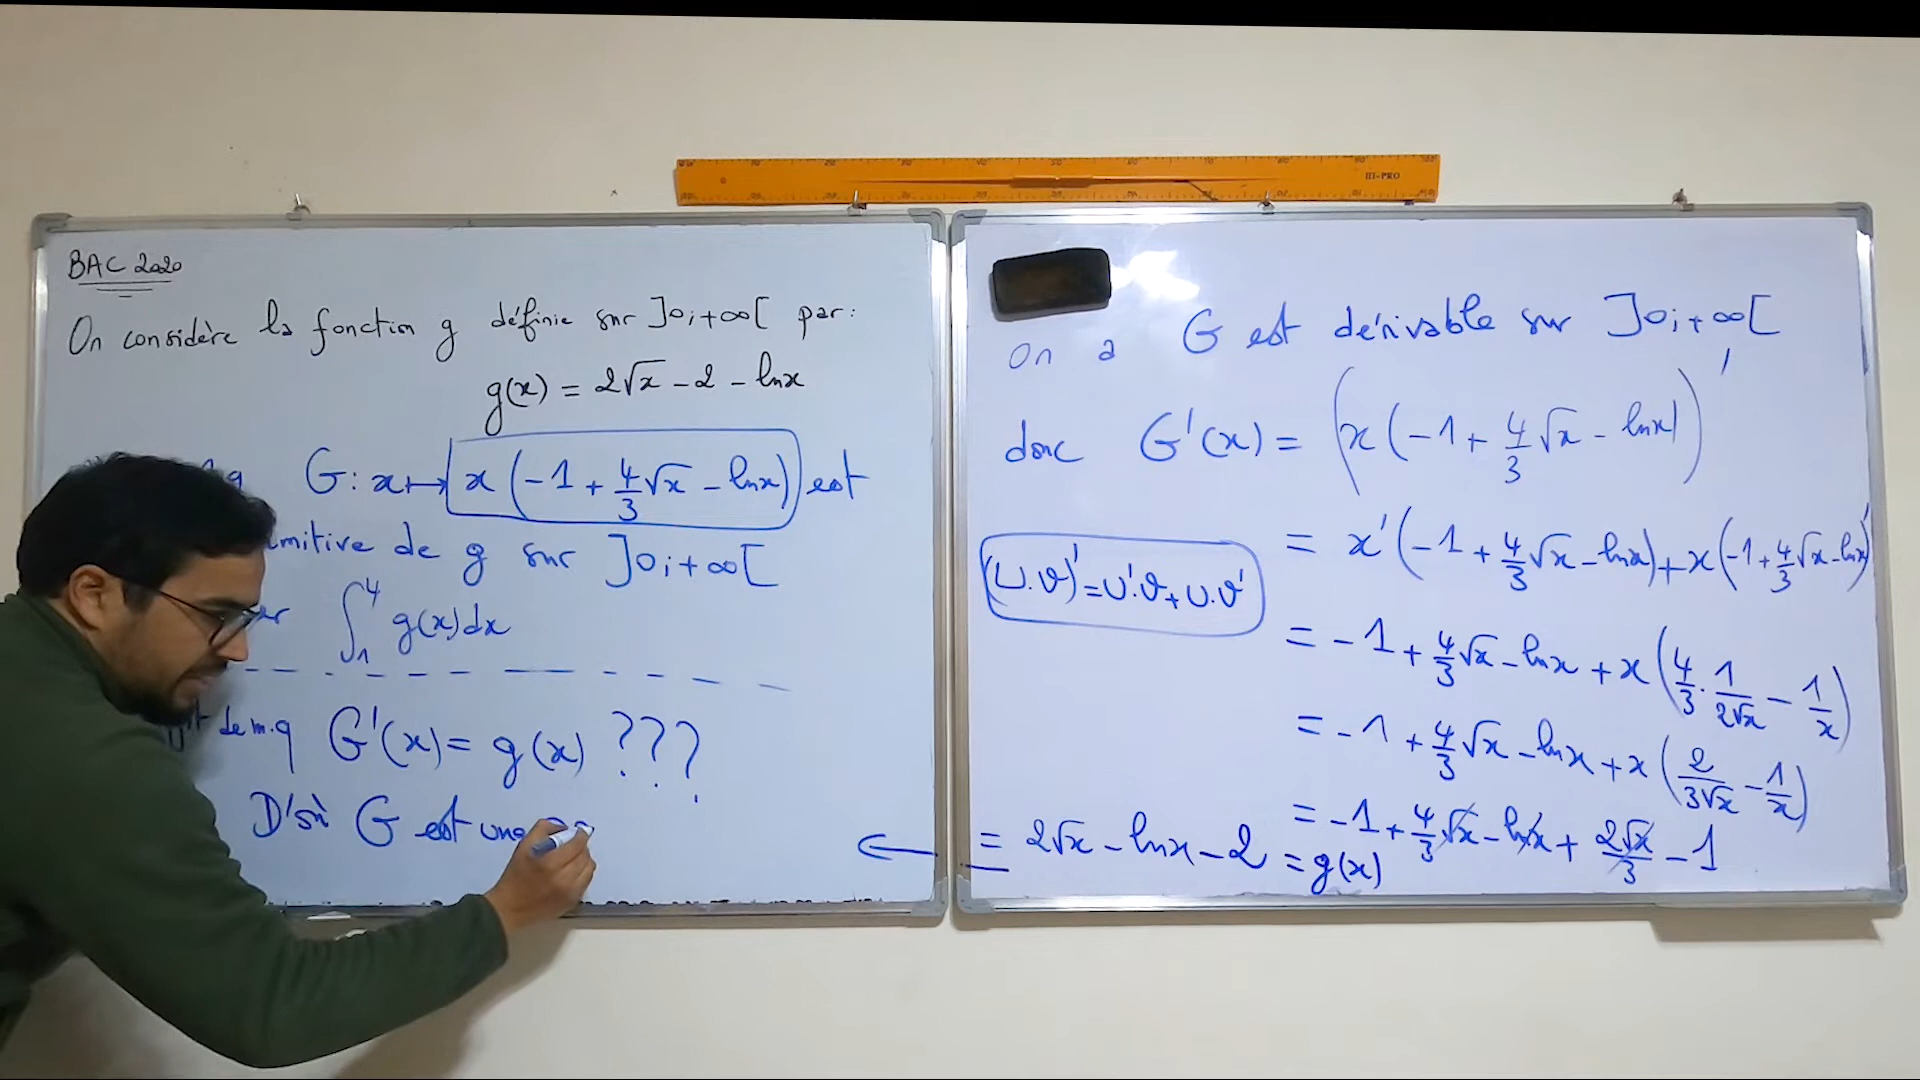 BAC 2020
On considère la fonction g définie sur ]0;+∞[ par:
g(x) = 2√x - 2 - lnx
G: x↦ x(-1 + 4/3 √x - lnx) est
mitive de g sur ]0;+∞[
er ∫₁⁴ g(x)dx
de m.q G'(x) = g(x) ???
D'où G est une
III-PRO
On a G est dérivable sur ]0;+∞[
donc G'(x) = (x(-1 + 4/3 √x - lnx))'
(U.V)' = U'.V + U.V'
= x'(-1 + 4/3 √x - lnx) + x(-1 + 4/3 √x - lnx)'
= -1 + 4/3 √x - lnx + x(4/3 . 1/2√x - 1/x)
= -1 + 4/3 √x - lnx + x(2/3√x - 1/x)
= -1 + 4/3 √x - lnx + 2√x/3 - 1
= 2√x - lnx - 2 = g(x)